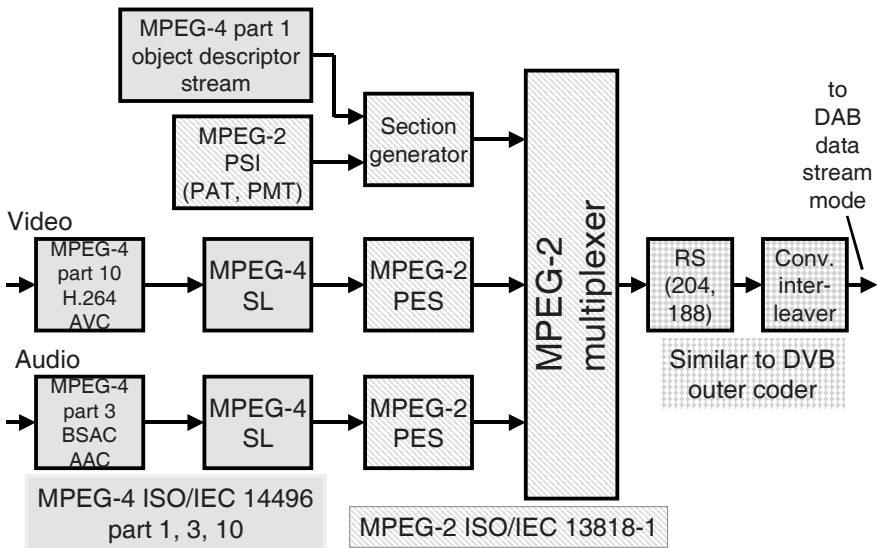 MPEG-4 part 1
object descriptor
stream
MPEG-2
PSI
(PAT, PMT)
Section
generator
to
DAB
data
stream
mode
Video
MPEG-4
part 10
H.264
AVC
MPEG-4
SL
MPEG-2
PES
MPEG-2
multiplexer
RS
(204,
188)
Conv.
inter-
leaver
Similar to DVB
outer coder
Audio
MPEG-4
part 3
BSAC
AAC
MPEG-4
SL
MPEG-2
PES
MPEG-4 ISO/IEC 14496
part 1, 3, 10
MPEG-2 ISO/IEC 13818-1